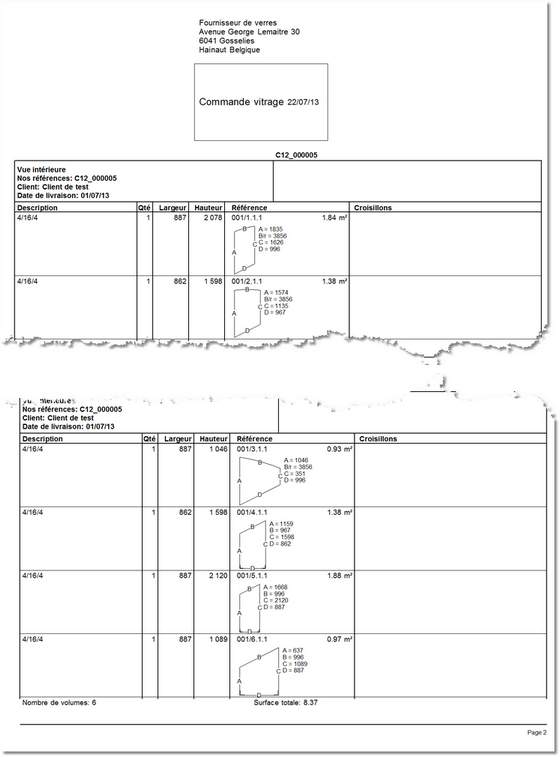 Fournisseur de verres
Avenue George Lemaitre 30
6041 Gosselies
Hainaut Belgique
Commande vitrage 22/07/13
C12_000005
Vue intérieure
Nos références: C12_000005
Client: Client de test
Date de livraison: 01/07/13
Description Qté Largeur Hauteur Référence Croisillons
4/16/4 1 887 2 078 001/1.1.1 1.84 m²
B A = 1835
B/r = 3856
C C = 1626
A D = 996
D
4/16/4 1 862 1 598 001/2.1.1 1.38 m²
B A = 1574
B/r = 3856
C C = 1135
A D = 967
D
Nos références: C12_000005
Client: Client de test
Date de livraison: 01/07/13
Description Qté Largeur Hauteur Référence Croisillons
4/16/4 1 887 1 046 001/3.1.1 0.93 m²
B A = 1046
B/r = 3856
C C = 351
A D = 996
D
4/16/4 1 862 1 598 001/4.1.1 1.38 m²
B A = 1159
B = 967
C = 1598
A C D = 862
D
4/16/4 1 887 2 120 001/5.1.1 1.88 m²
B A = 1668
B = 996
C = 2120
A C D = 887
D
4/16/4 1 887 1 089 001/6.1.1 0.97 m²
B A = 637
B = 996
C = 1089
A C D = 887
D
Nombre de volumes: 6 Surface totale: 8.37
Page 2